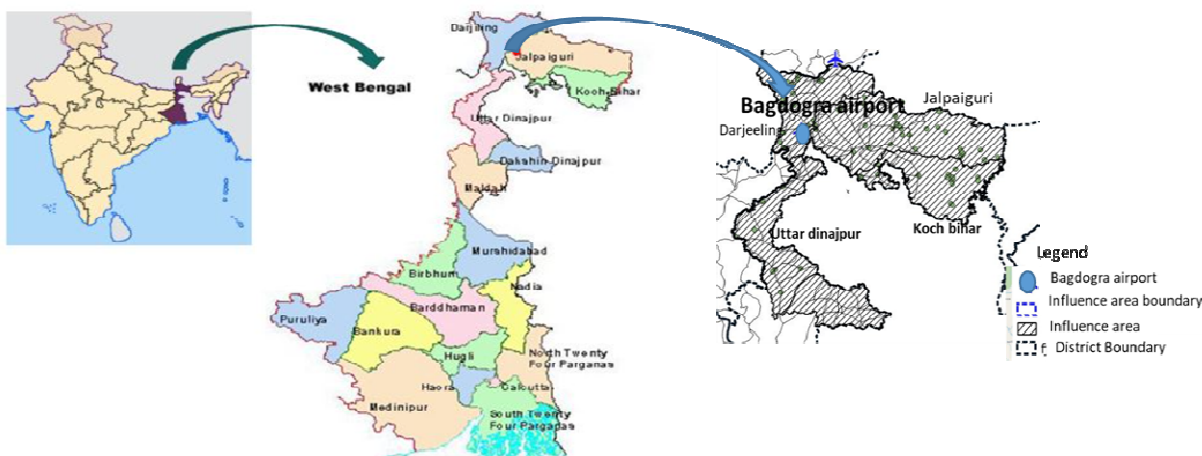 West Bengal
Darjiling
Jalpaiguri
Kooch Bihar
Uttar Dinajpur
Dakshin Dinajpur
Maldah
Murshidabad
Birbhum
Nadia
Barddhaman
Puruliya
Bankura
Hugli
North Twenty
Four Parganas
Haora
Calcutta
Medinipur
South Twenty
Four Parganas
Bagdogra airport
Jalpaiguri
Darjeeling
Uttar dinajpur
Koch bihar
Legend
Bagdogra airport
Influence area boundary
Influence area
District Boundary